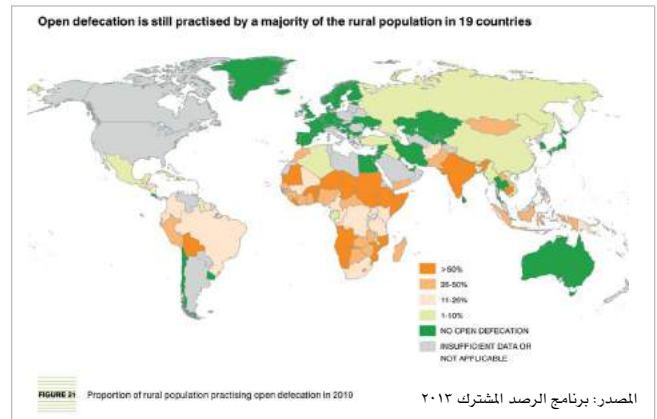 Open defecation is still practised by a majority of the rural population in 19 countries
>50%
26-50%
11-25%
1-10%
NO OPEN DEFECATION
INSUFFICIENT DATA OR
NOT APPLICABLE
FIGURE 21 Proportion of rural population practising open defecation in 2010
المصدر: برنامج الرصد المشترك ٢٠١٣